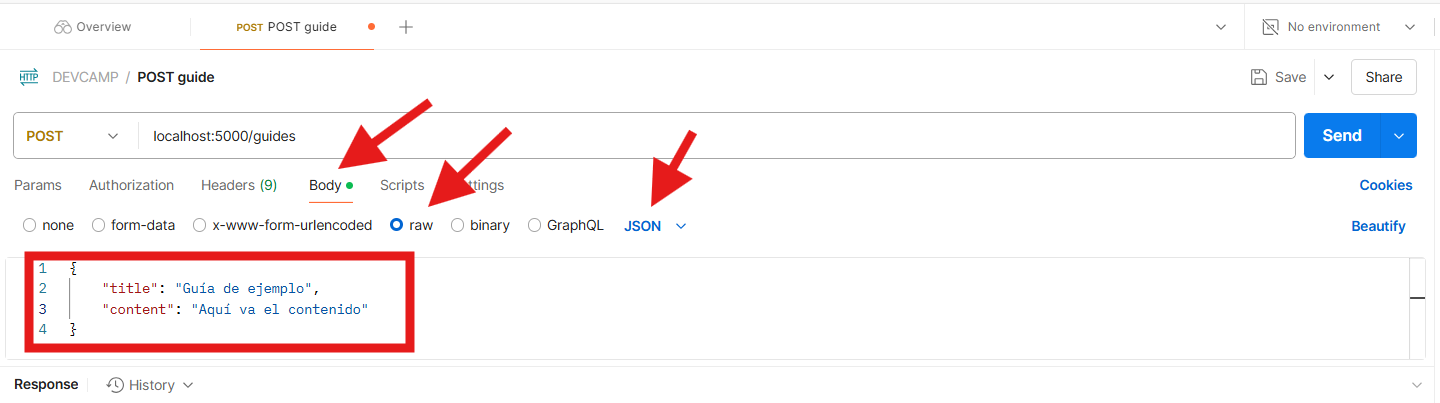 Overview POST POST guide No environment
HTTP DEVCAMP / POST guide Save Share
POST localhost:5000/guides Send
Params Authorization Headers (9) Body Scripts Cookies
none form-data x-www-form-urlencoded raw binary GraphQL JSON Beautify
1 {
2 "title": "Guía de ejemplo",
3 "content": "Aquí va el contenido"
4 }
Response History